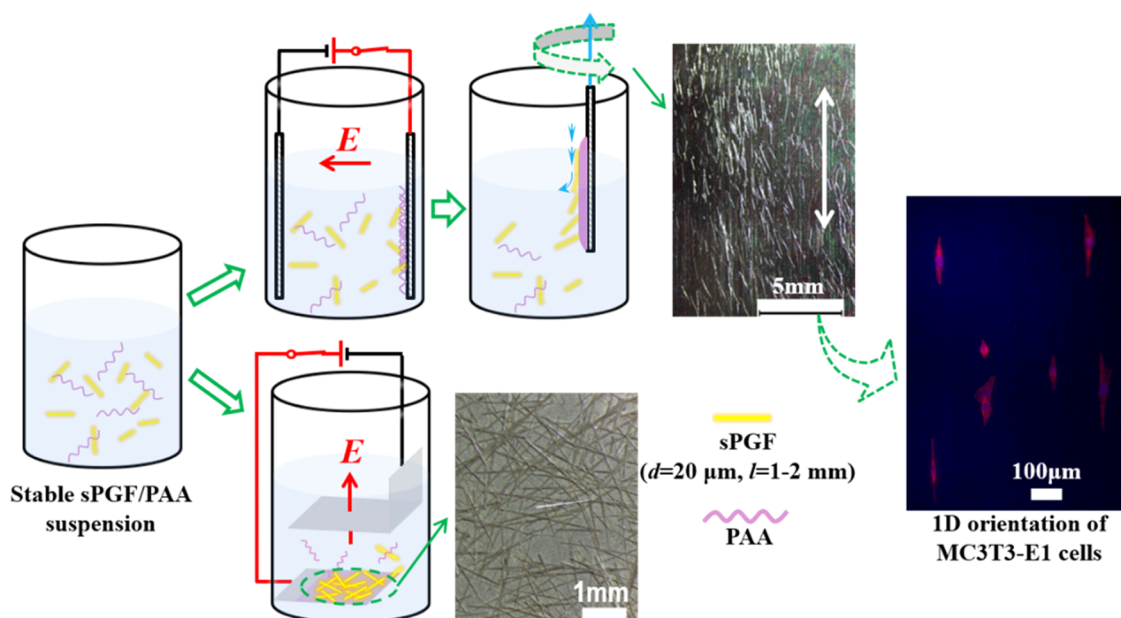 E
5mm
Stable sPGF/PAA
suspension
E
1mm
sPGF
(d=20 μm, l=1-2 mm)
PAA
100μm
1D orientation of
MC3T3-E1 cells